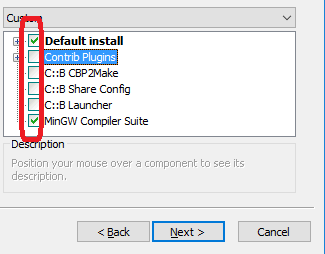 Custom
Default install
Contrib Plugins
C::B CBP2Make
C::B Share Config
C::B Launcher
MinGW Compiler Suite
Description
Position your mouse over a component to see its
description.
< Back
Next >
Cancel